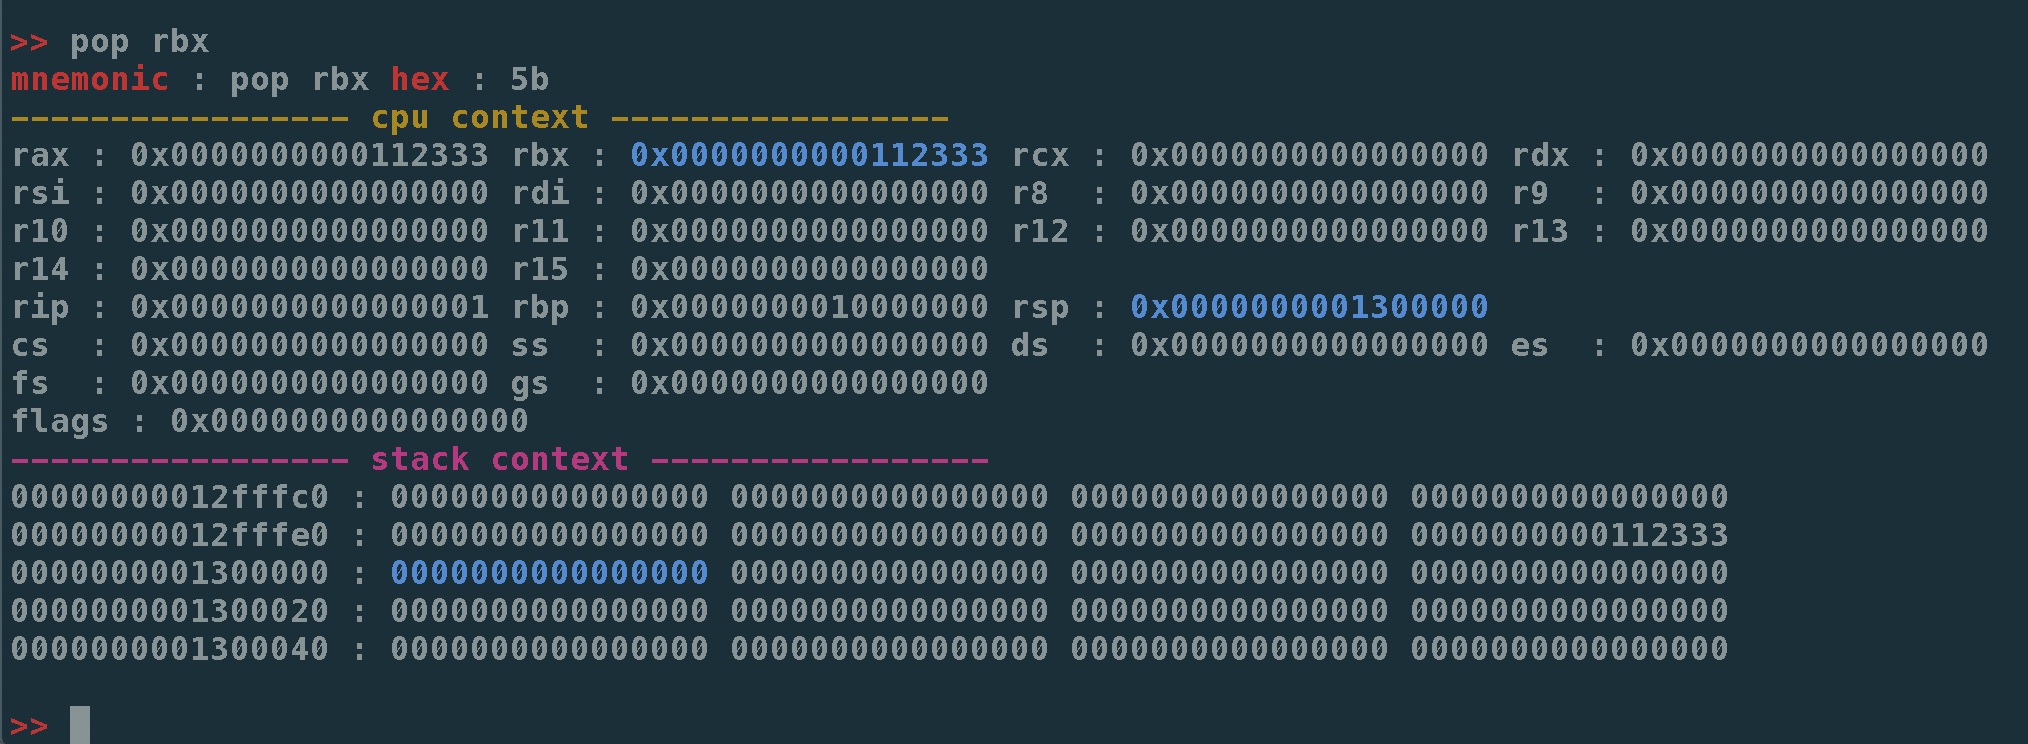 >> pop rbx
mnemonic : pop rbx hex : 5b
----------------- cpu context -----------------
rax : 0x0000000000112333 rbx : 0x0000000000112333 rcx : 0x0000000000000000 rdx : 0x0000000000000000
rsi : 0x0000000000000000 rdi : 0x0000000000000000 r8  : 0x0000000000000000 r9  : 0x0000000000000000
r10 : 0x0000000000000000 r11 : 0x0000000000000000 r12 : 0x0000000000000000 r13 : 0x0000000000000000
r14 : 0x0000000000000000 r15 : 0x0000000000000000
rip : 0x0000000000000001 rbp : 0x0000000010000000 rsp : 0x0000000001300000
cs  : 0x0000000000000000 ss  : 0x0000000000000000 ds  : 0x0000000000000000 es  : 0x0000000000000000
fs  : 0x0000000000000000 gs  : 0x0000000000000000
flags : 0x0000000000000000
----------------- stack context -----------------
00000000012fffc0 : 0000000000000000 0000000000000000 0000000000000000 0000000000000000
00000000012fffe0 : 0000000000000000 0000000000000000 0000000000000000 0000000000112333
0000000001300000 : 0000000000000000 0000000000000000 0000000000000000 0000000000000000
0000000001300020 : 0000000000000000 0000000000000000 0000000000000000 0000000000000000
0000000001300040 : 0000000000000000 0000000000000000 0000000000000000 0000000000000000
>>